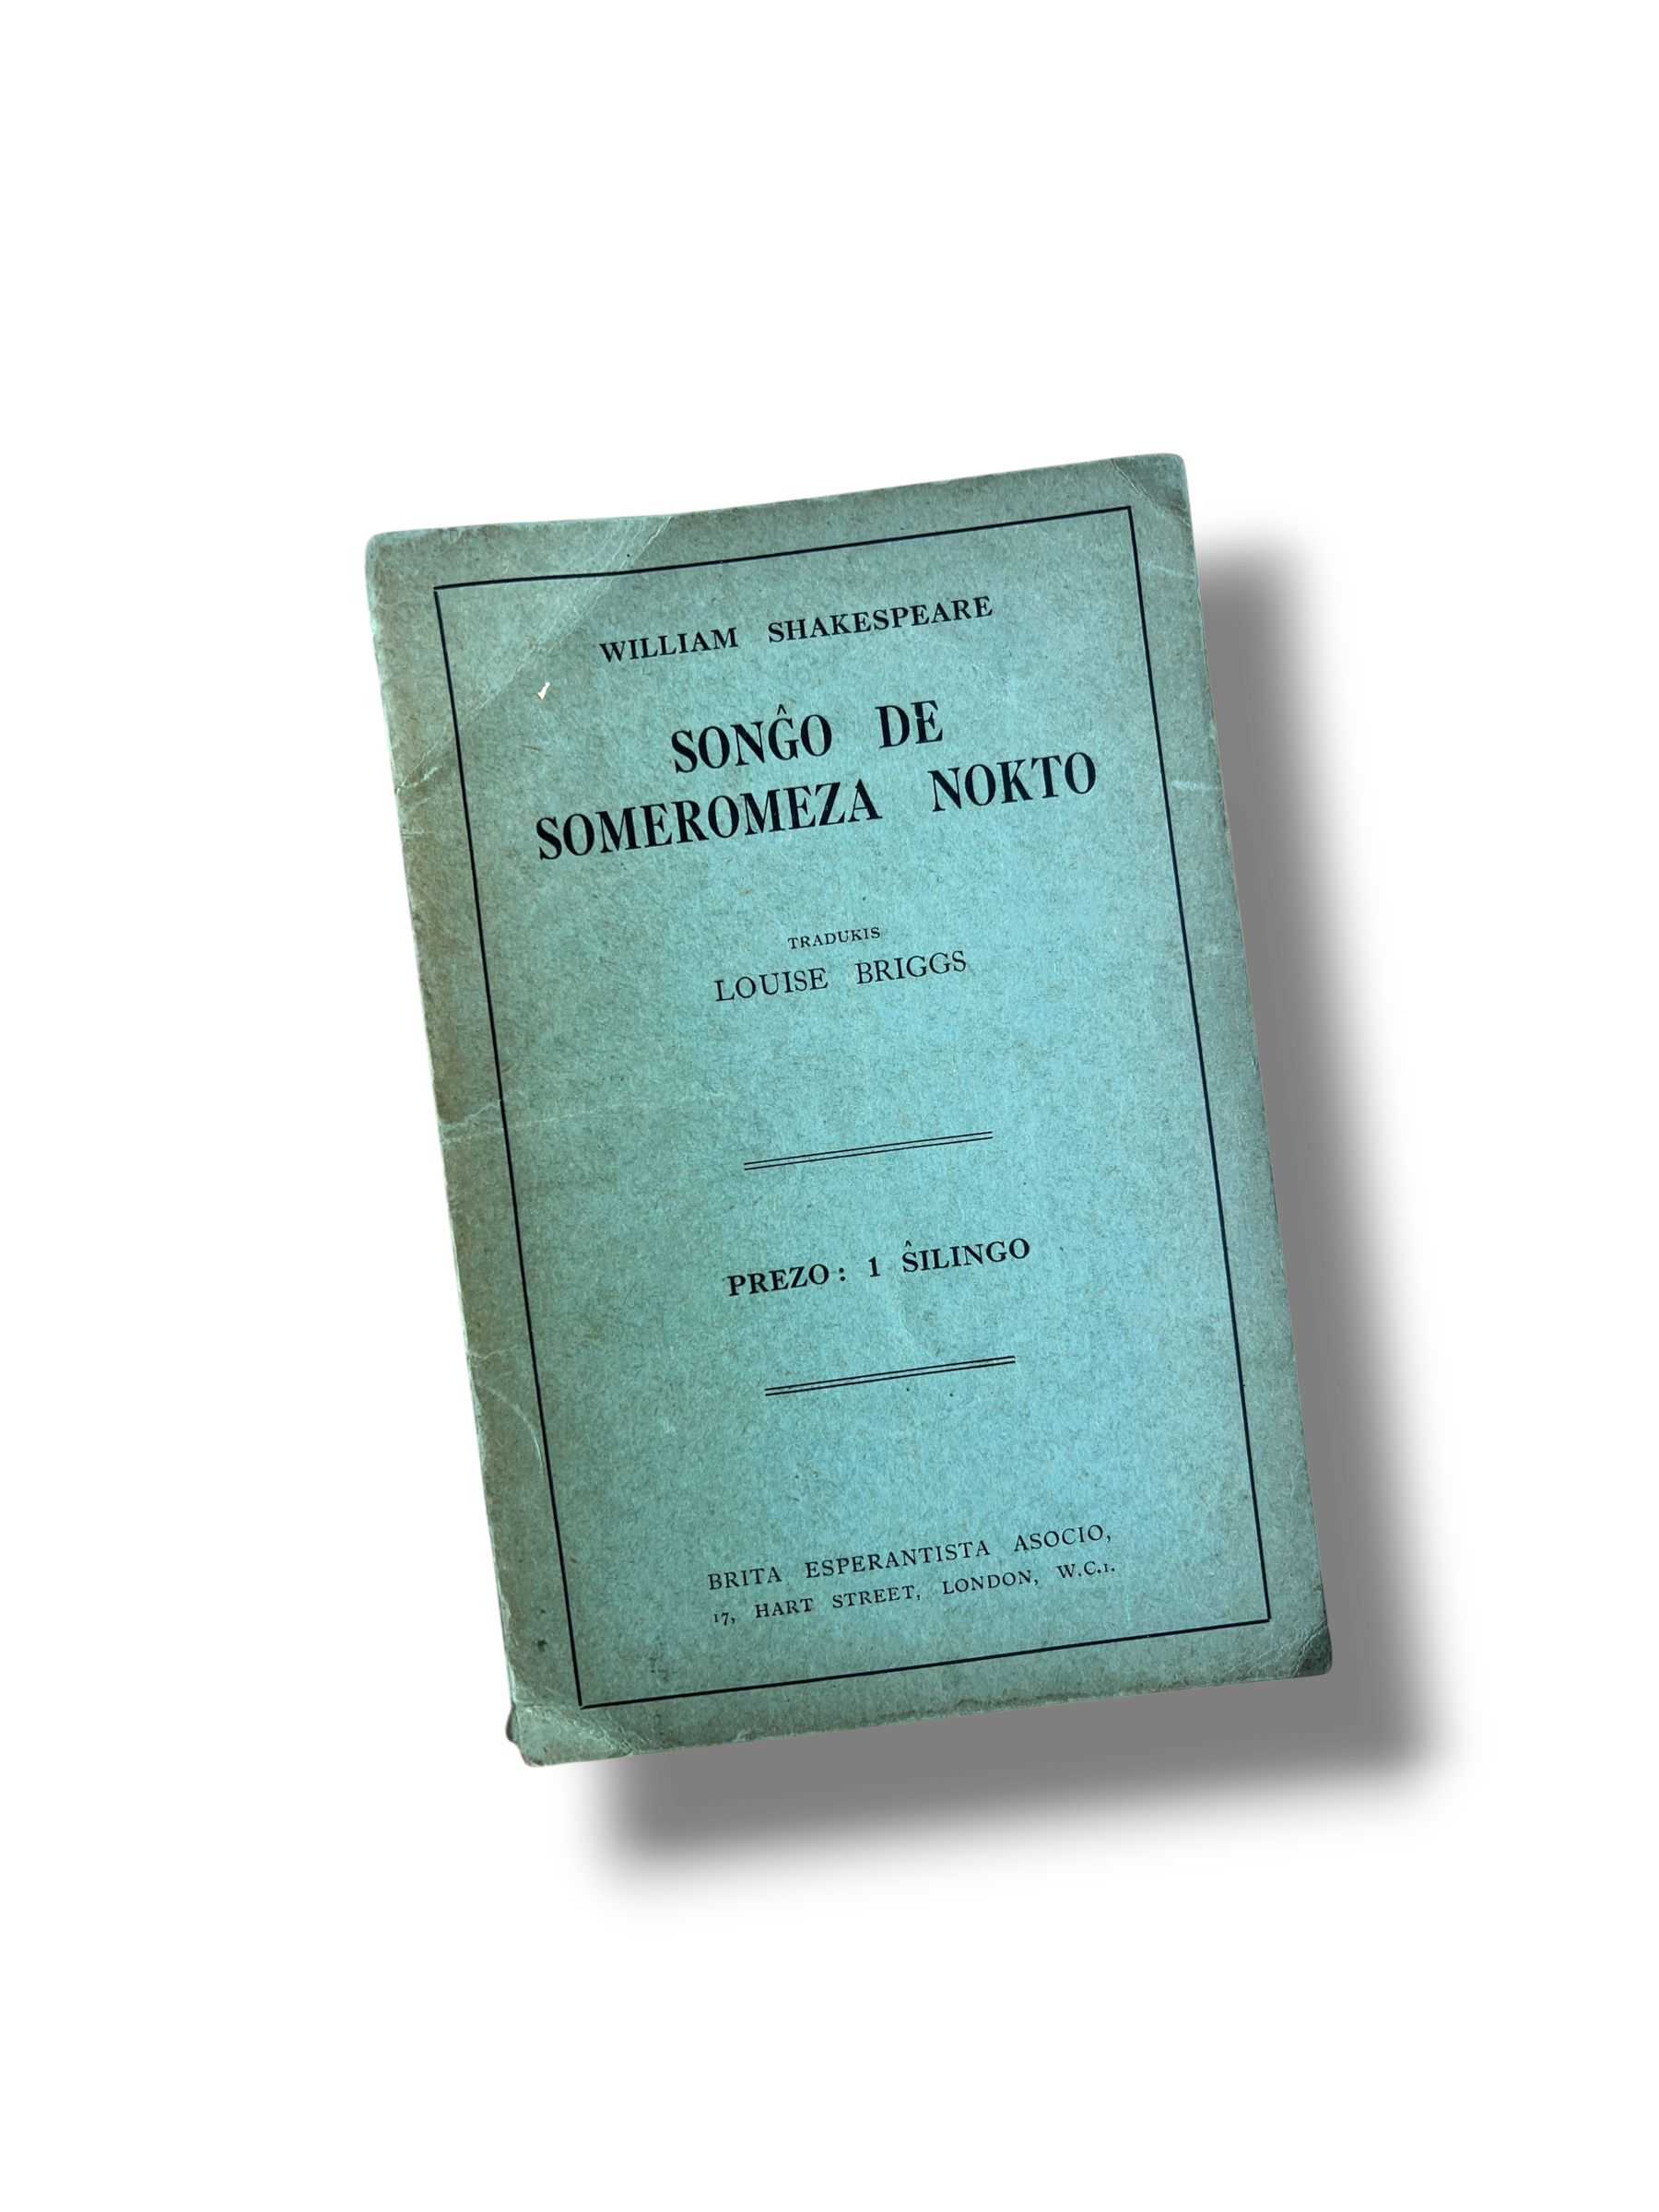 WILLIAM SHAKESPEARE
SONĜO DE
SOMEROMEZA NOKTO
TRADUKIS
LOUISE BRIGGS
PREZO: 1 ŜILINGO
BRITA ESPERANTISTA ASOCIO,
17, HART STREET, LONDON, W.C.1.